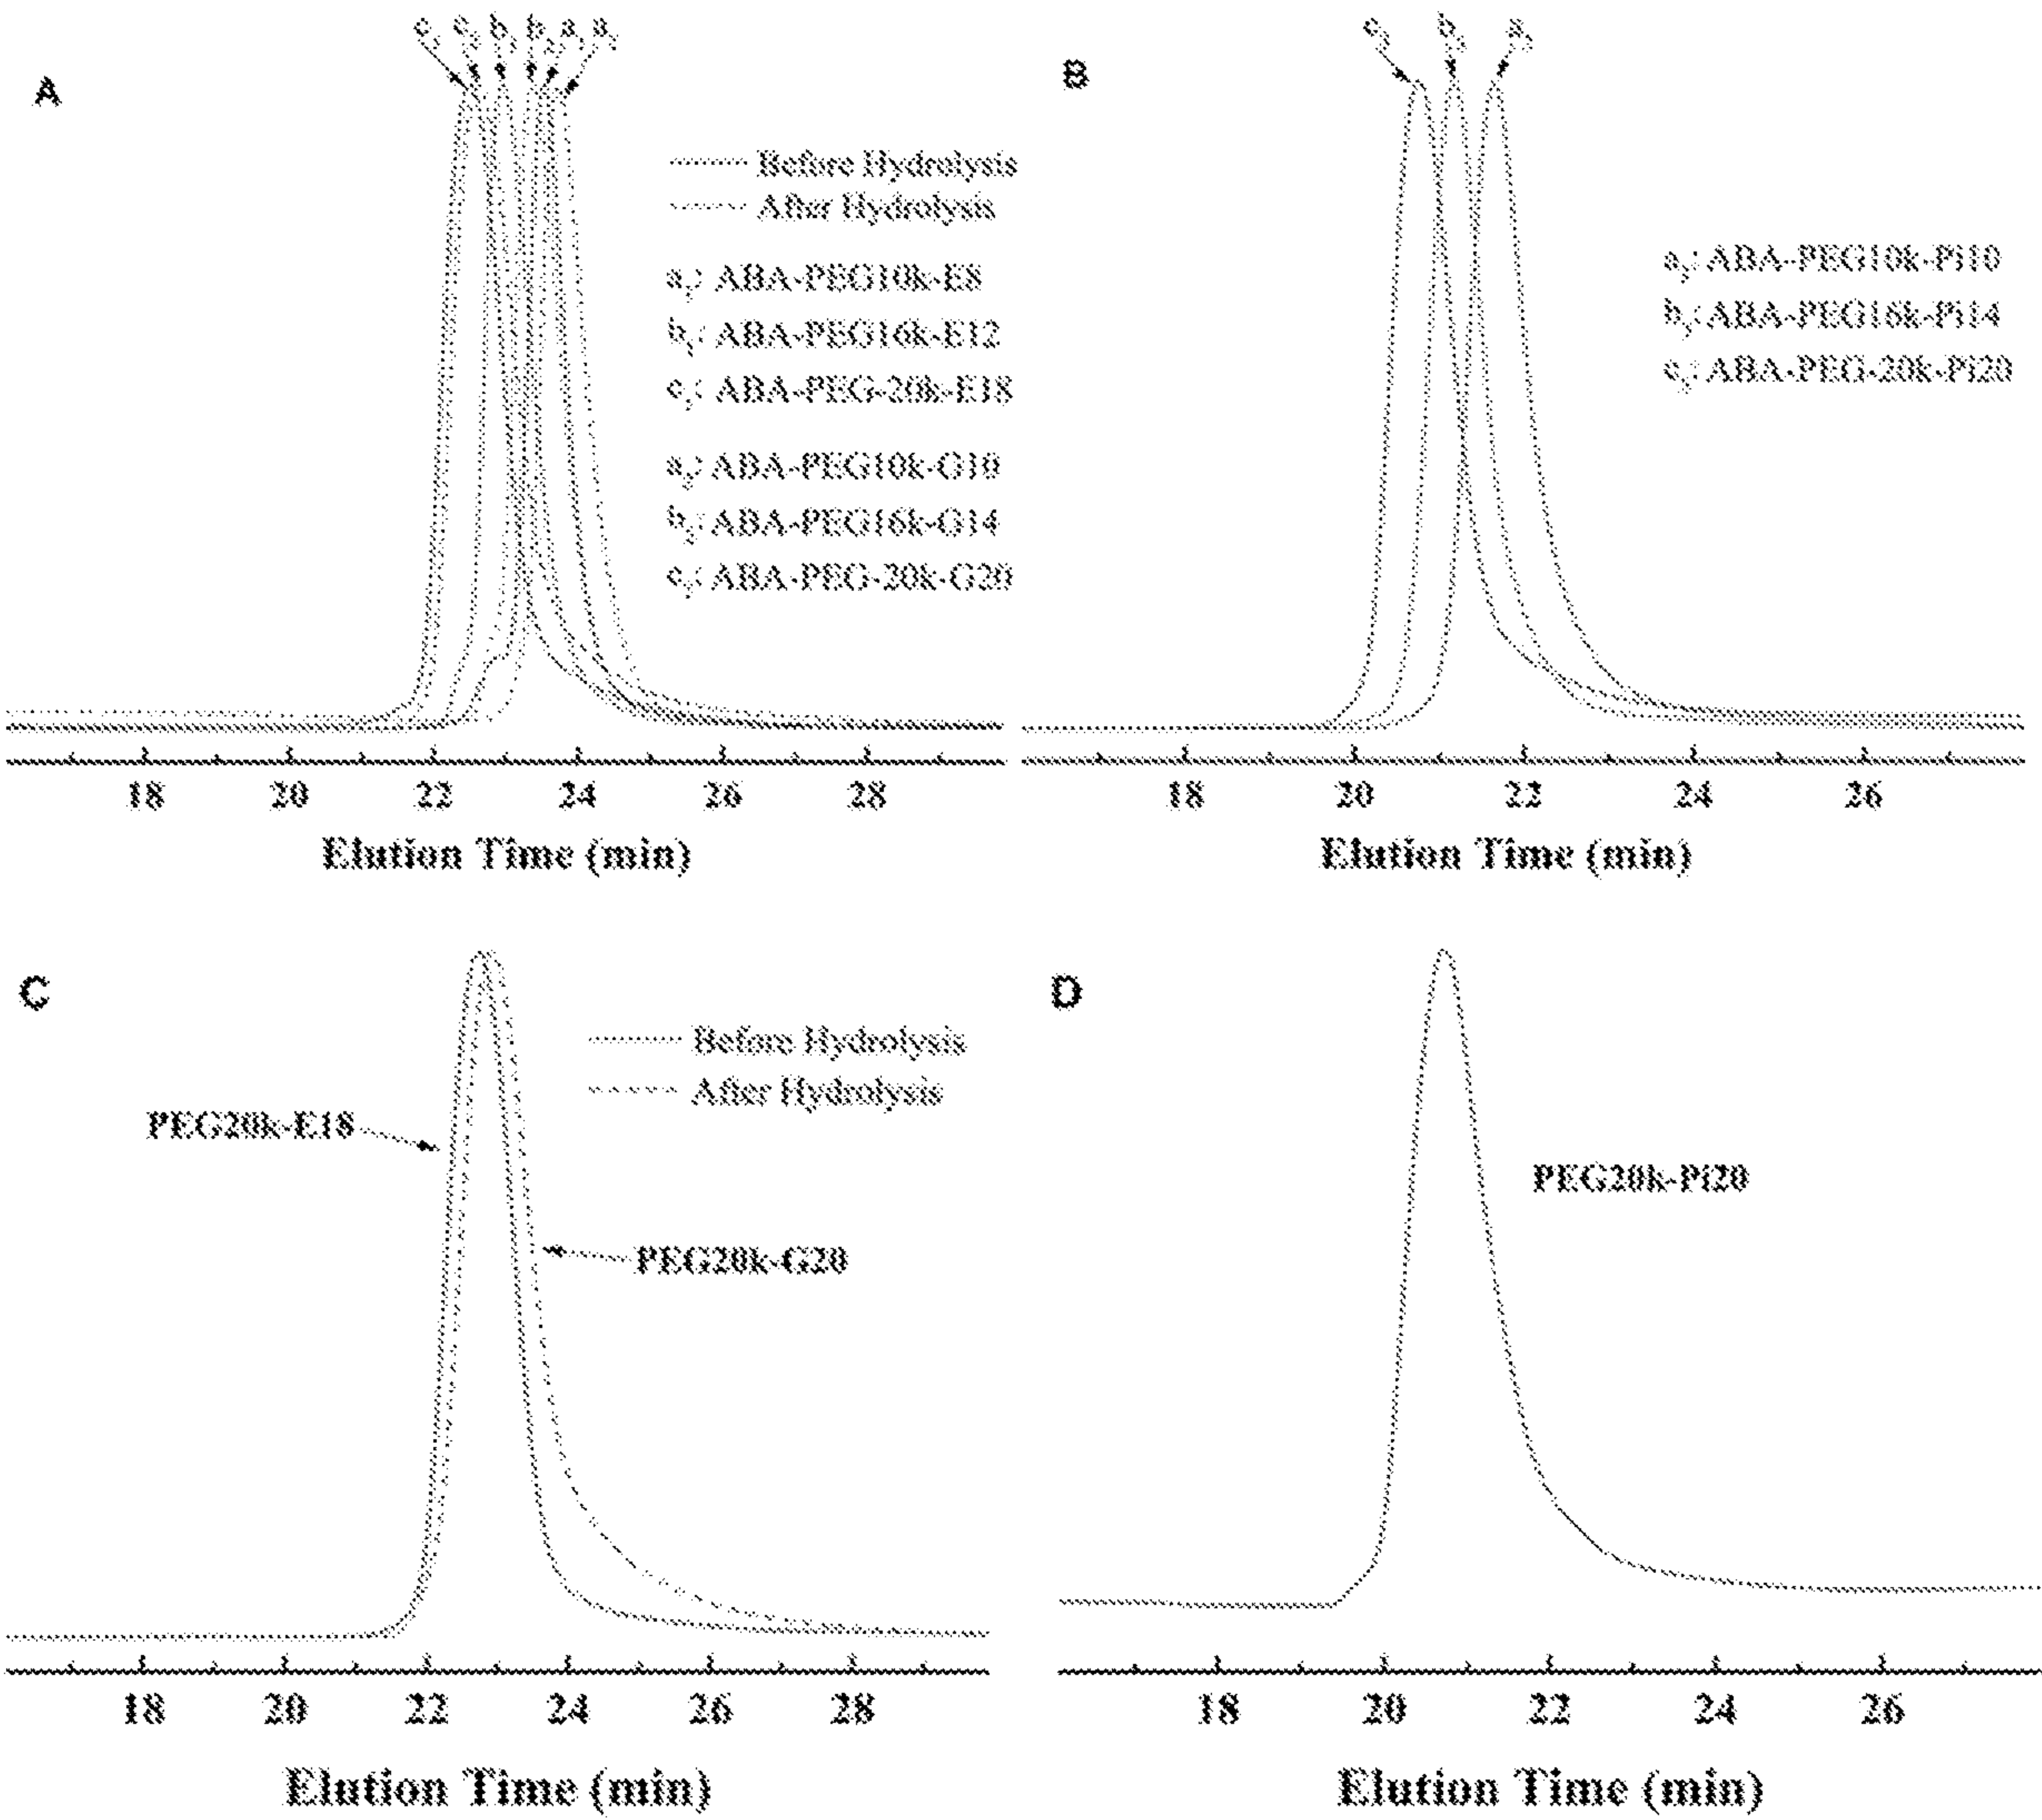 A
c₁ c₂ b₁ b₂ a₁ a₂
Before Hydrolysis
After Hydrolysis
a₁: ABA-PEG10k-E8
b₁: ABA-PEG16k-E12
c₁: ABA-PEG-20k-E18
a₂: ABA-PEG10k-G10
b₂: ABA-PEG16k-G14
c₂: ABA-PEG-20k-G20
18 20 22 24 26 28
Elution Time (min)
B
c₃ b₃ a₃
a₃: ABA-PEG10k-Pi10
b₃: ABA-PEG16k-Pi14
c₃: ABA-PEG-20k-Pi20
18 20 22 24 26
Elution Time (min)
C
Before Hydrolysis
After Hydrolysis
PEG20k-E18
PEG20k-G20
18 20 22 24 26 28
Elution Time (min)
D
PEG20k-Pi20
18 20 22 24 26
Elution Time (min)